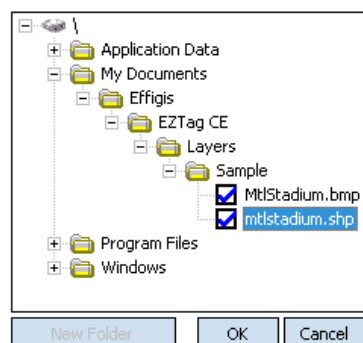 \
Application Data
My Documents
Effigis
EZTag CE
Layers
Sample
MtlStadium.bmp
mtlstadium.shp
Program Files
Windows
New Folder OK Cancel